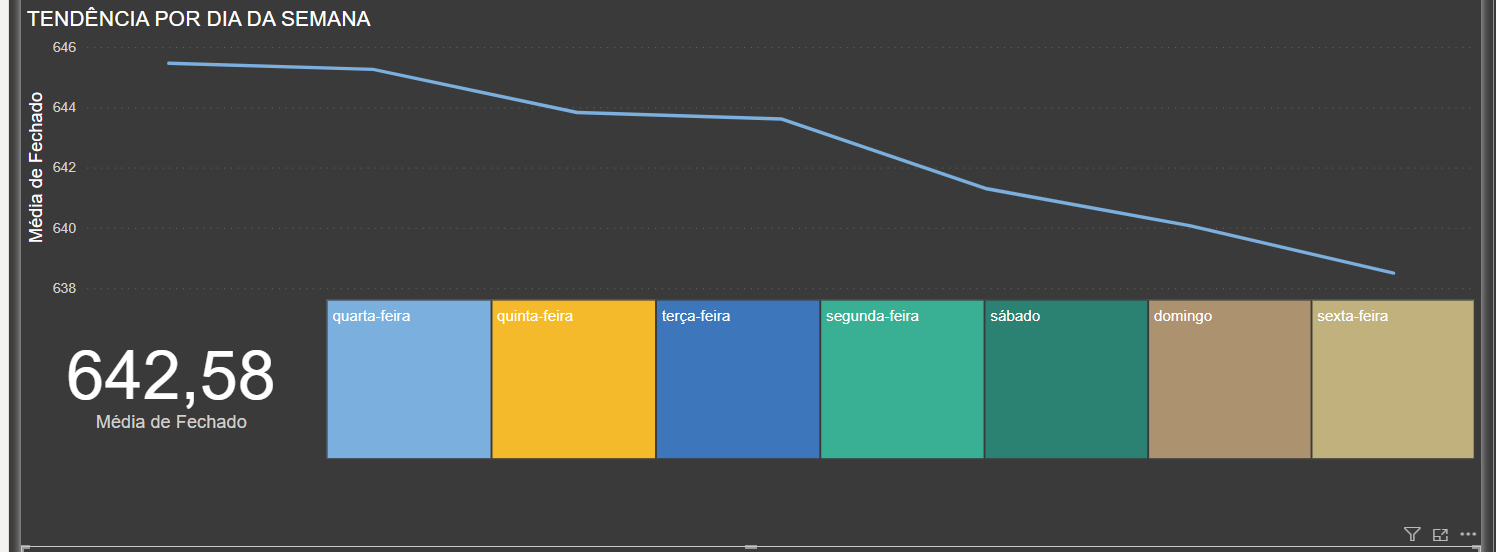 TENDÊNCIA POR DIA DA SEMANA
Média de Fechado
646
644
642
640
638
quarta-feira
quinta-feira
terça-feira
segunda-feira
sábado
domingo
sexta-feira
642,58
Média de Fechado